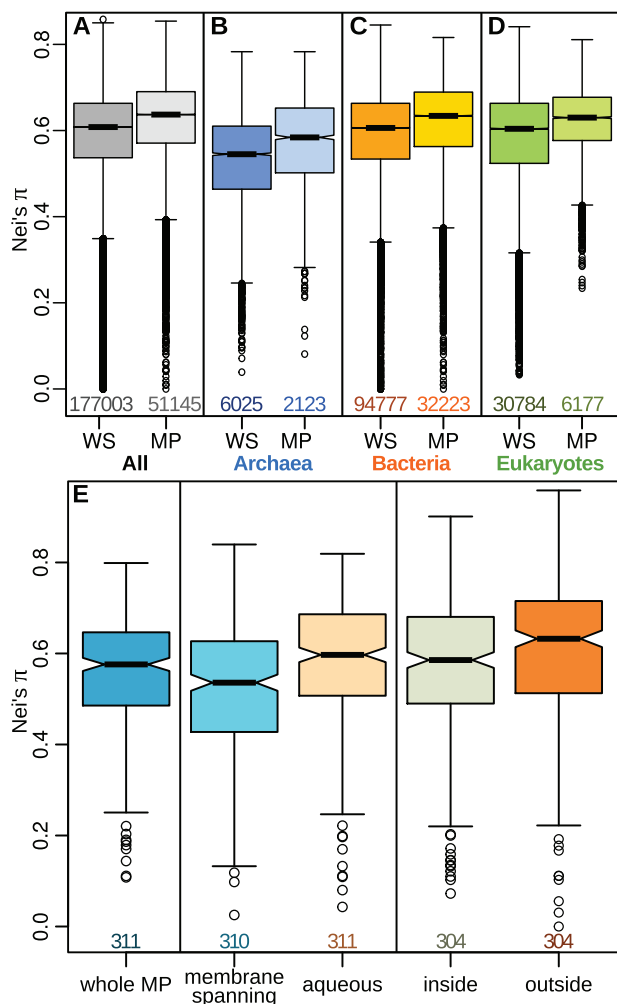 A B C D
Nei's π
0.8
0.6
0.4
0.2
0.0
177003 51145 6025 2123 94777 32223 30784 6177
WS MP WS MP WS MP WS MP
All Archaea Bacteria Eukaryotes
E
Nei's π
0.8
0.6
0.4
0.2
0.0
311 310 311 304 304
whole MP membrane spanning aqueous inside outside